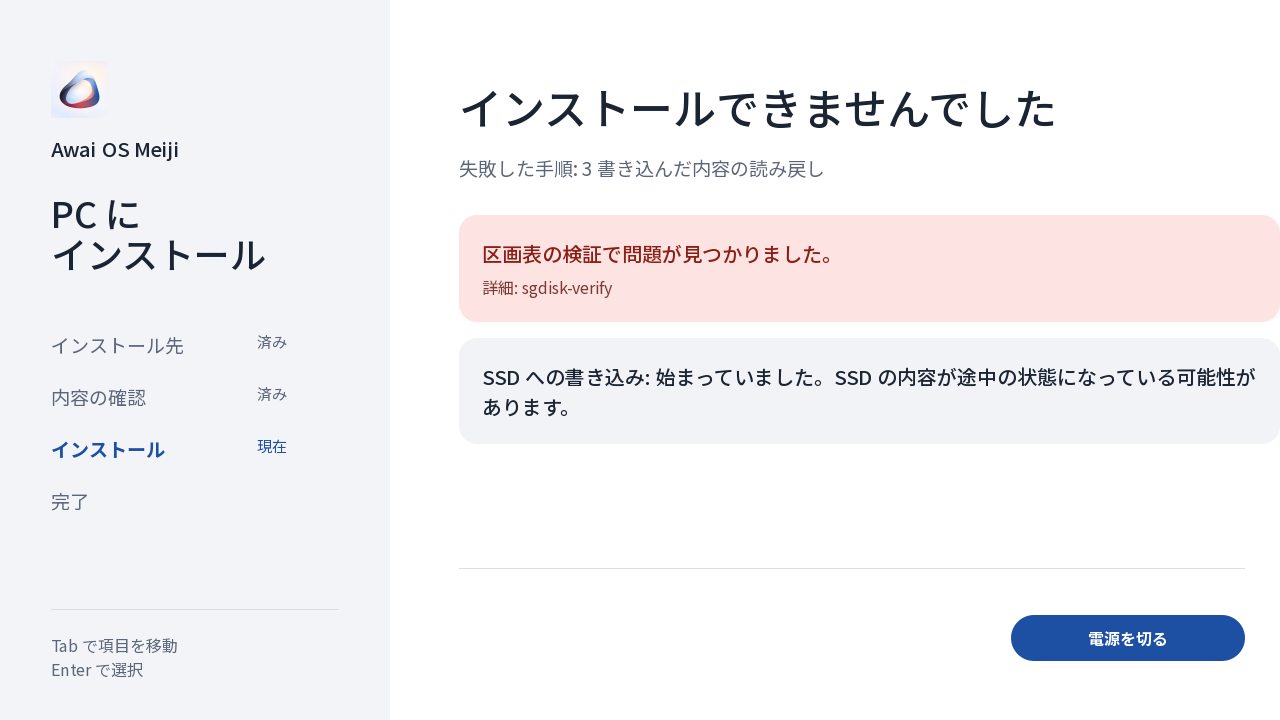 Awai OS Meiji
PC に
インストール
インストール先 済み
内容の確認 済み
インストール 現在
完了
Tab で項目を移動
Enter で選択
インストールできませんでした
失敗した手順: 3 書き込んだ内容の読み戻し
区画表の検証で問題が見つかりました。
詳細: sgdisk-verify
SSD への書き込み: 始まっていました。SSD の内容が途中の状態になっている可能性が
あります。
電源を切る